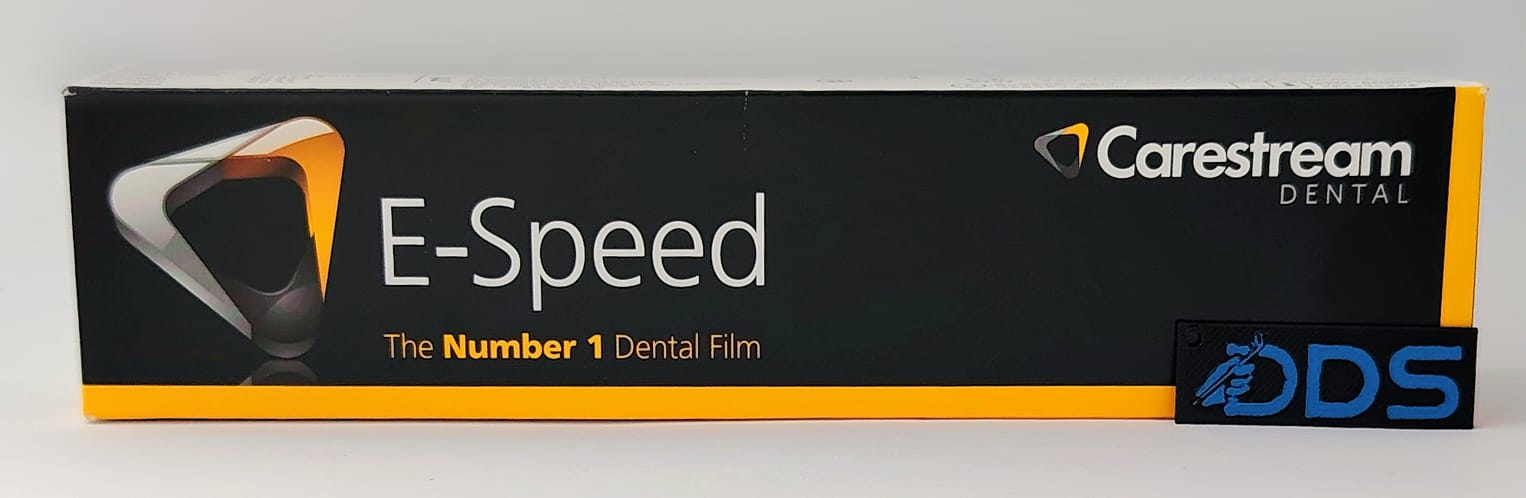 E-Speed
The Number 1 Dental Film
Carestream
DENTAL
DDS